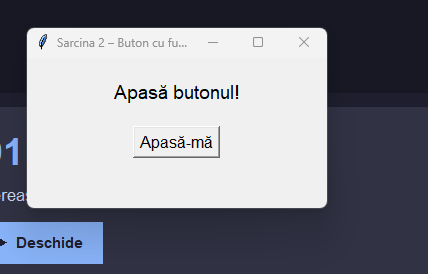 Sarcina 2 – Buton cu fu...
Apasă butonul!
Apasă-mă
Deschide